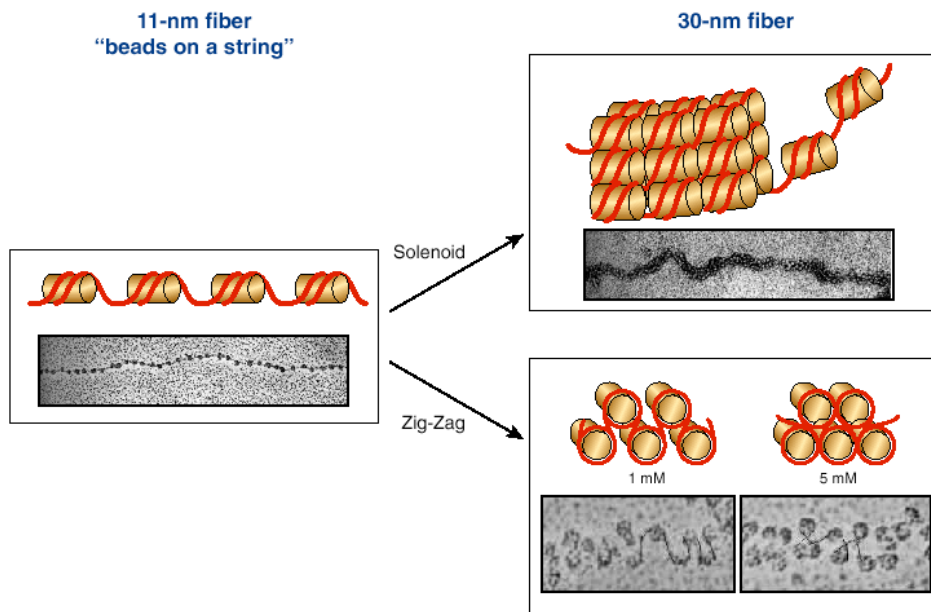 11-nm fiber
“beads on a string”
30-nm fiber
Solenoid
Zig-Zag
1 mM
5 mM